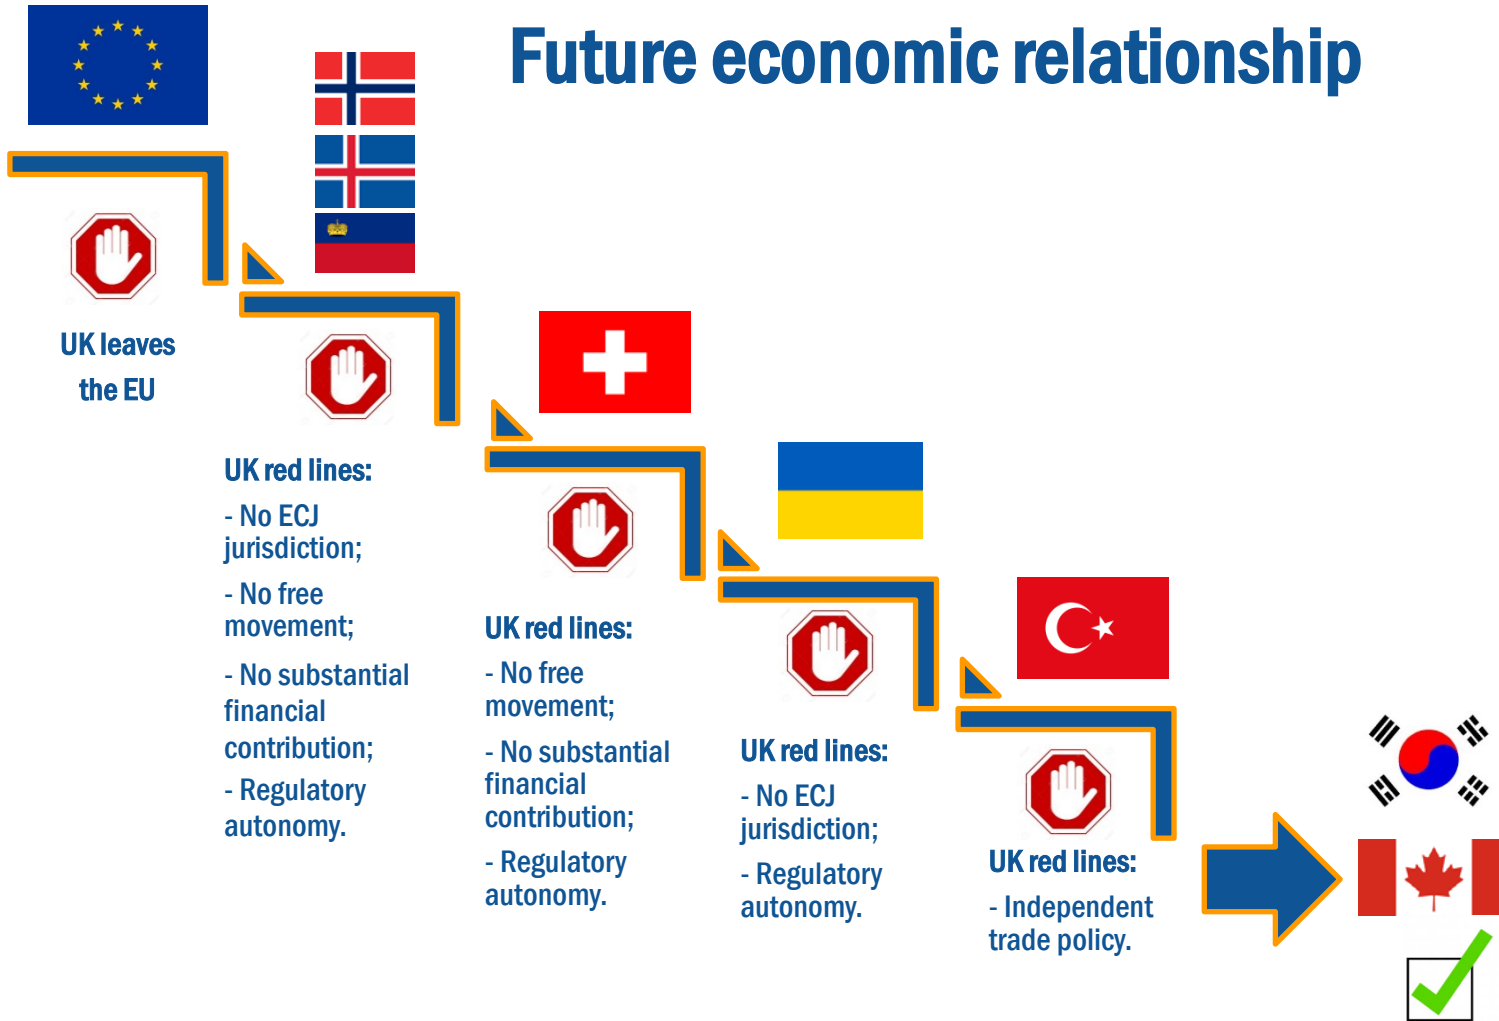 Future economic relationship
UK leaves
the EU
UK red lines:
- No ECJ
jurisdiction;
- No free
movement;
- No substantial
financial
contribution;
- Regulatory
autonomy.
UK red lines:
- No free
movement;
- No substantial
financial
contribution;
- Regulatory
autonomy.
UK red lines:
- No ECJ
jurisdiction;
- Regulatory
autonomy.
UK red lines:
- Independent
trade policy.